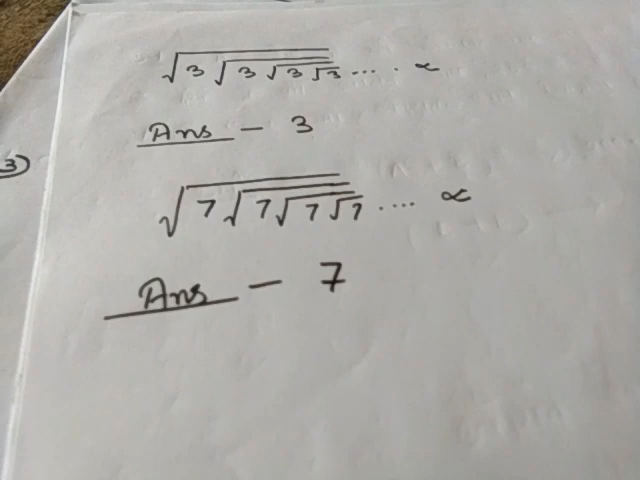 √3√3√3√3 .... ∝
Ans - 3
3)
√7√7√7√7 .... ∝
Ans - 7